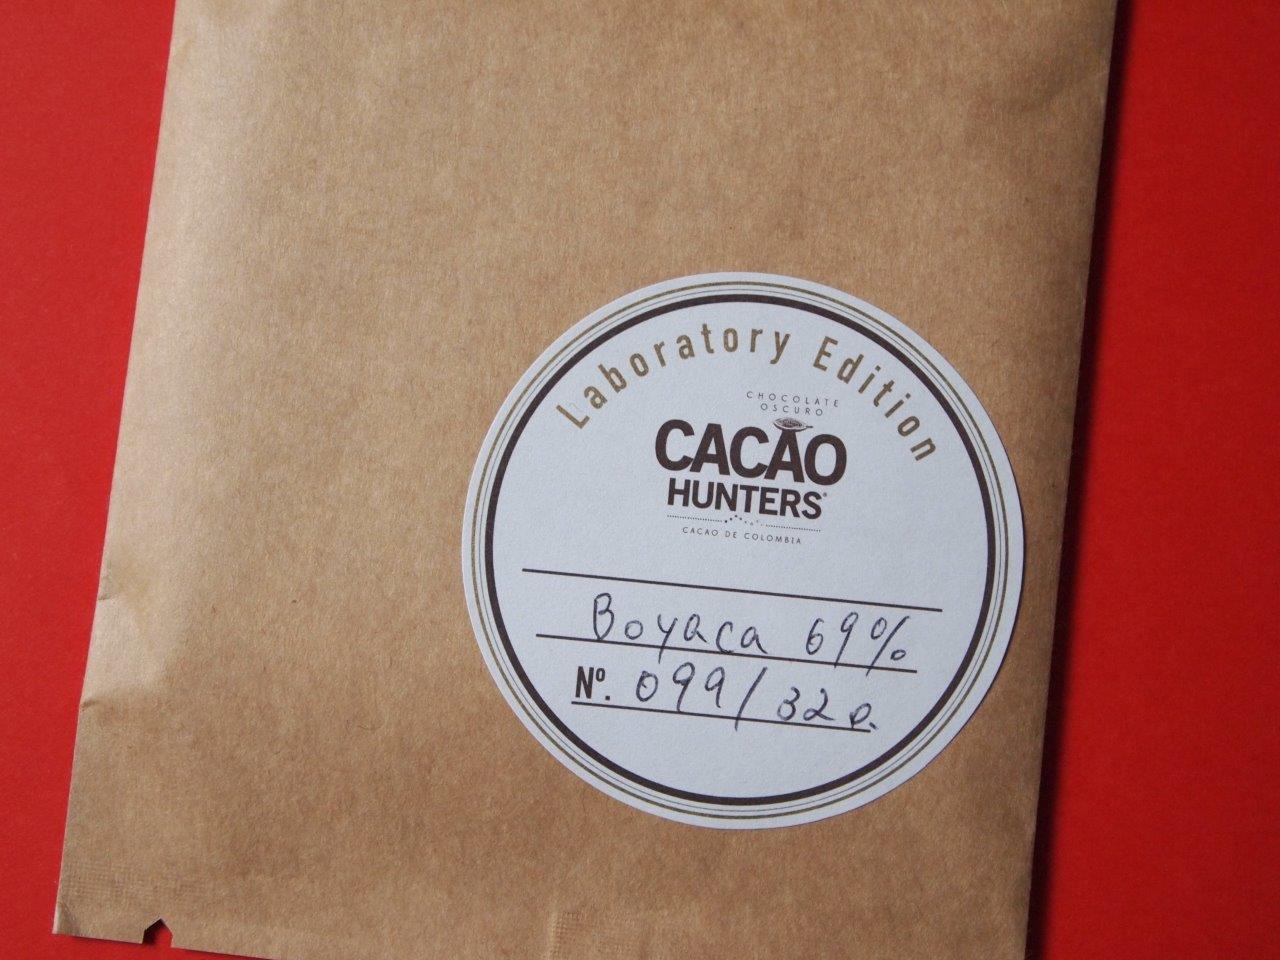 Laboratory Edition
CHOCOLATE
OSCURO
CACAO
HUNTERS®
CACAO DE COLOMBIA
Boyaca 69%
Nº. 099/320.